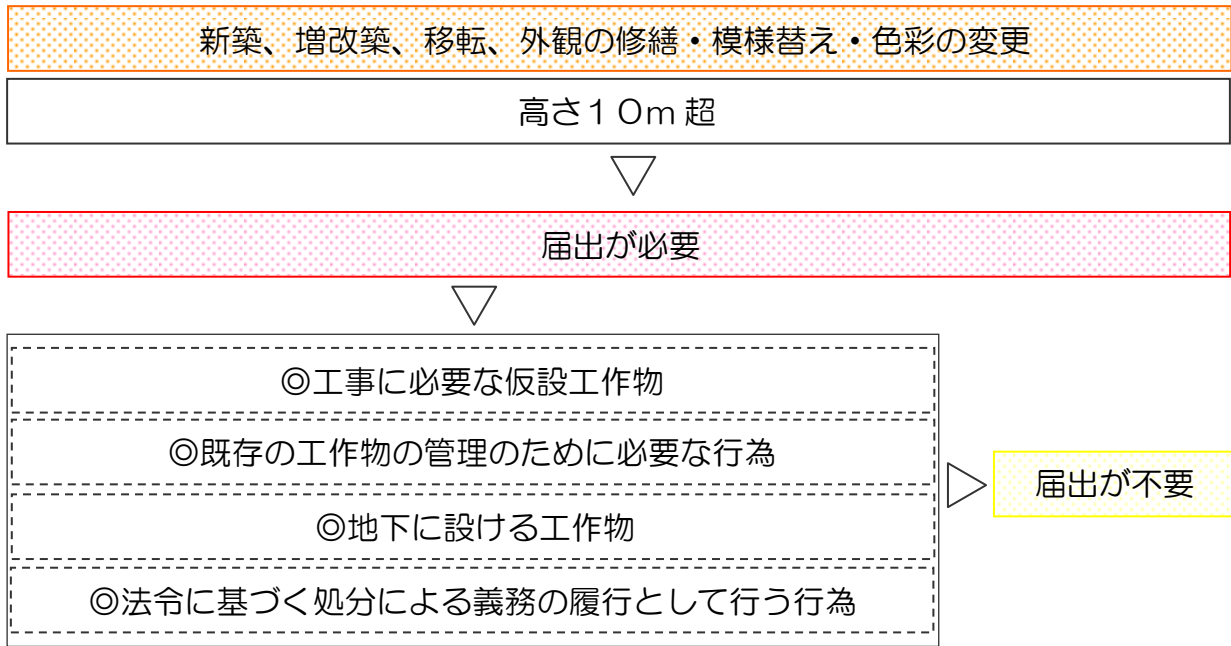 新築、増改築、移転、外観の修繕・模様替え・色彩の変更
高さ１０ｍ超
届出が必要
◎工事に必要な仮設工作物
◎既存の工作物の管理のために必要な行為
届出が不要
◎地下に設ける工作物
◎法令に基づく処分による義務の履行として行う行為